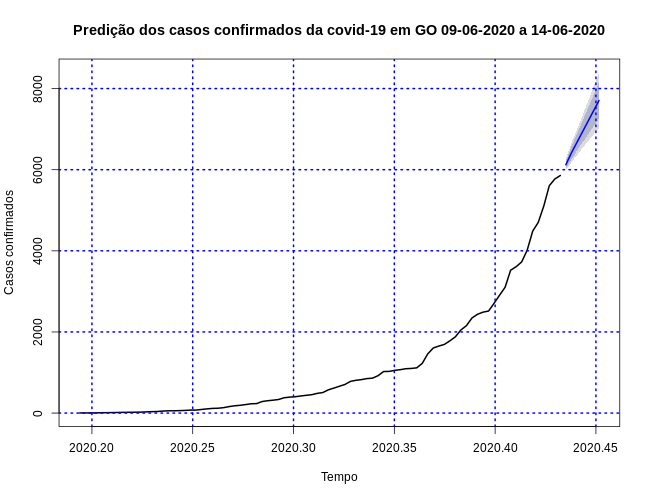 Predição dos casos confirmados da covid-19 em GO 09-06-2020 a 14-06-2020
Casos confirmados
8000
6000
4000
2000
0
2020.20 2020.25 2020.30 2020.35 2020.40 2020.45
Tempo